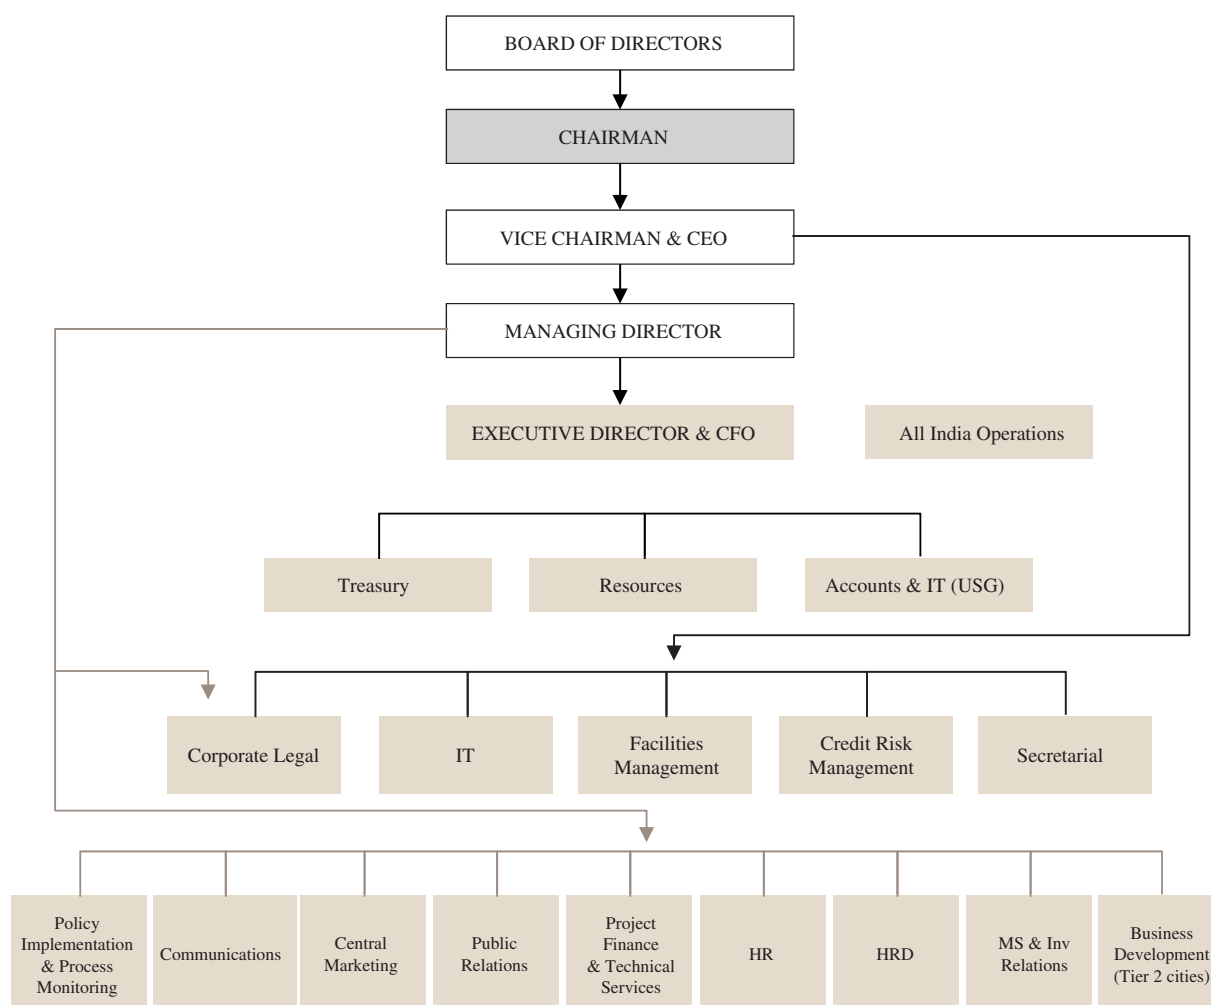 BOARD OF DIRECTORS
CHAIRMAN
VICE CHAIRMAN & CEO
MANAGING DIRECTOR
EXECUTIVE DIRECTOR & CFO
All India Operations
Treasury
Resources
Accounts & IT (USG)
Corporate Legal
IT
Facilities
Management
Credit Risk
Management
Secretarial
Policy
Implementation
& Process
Monitoring
Communications
Central
Marketing
Public
Relations
Project
Finance
& Technical
Services
HR
HRD
MS & Inv
Relations
Business
Development
(Tier 2 cities)